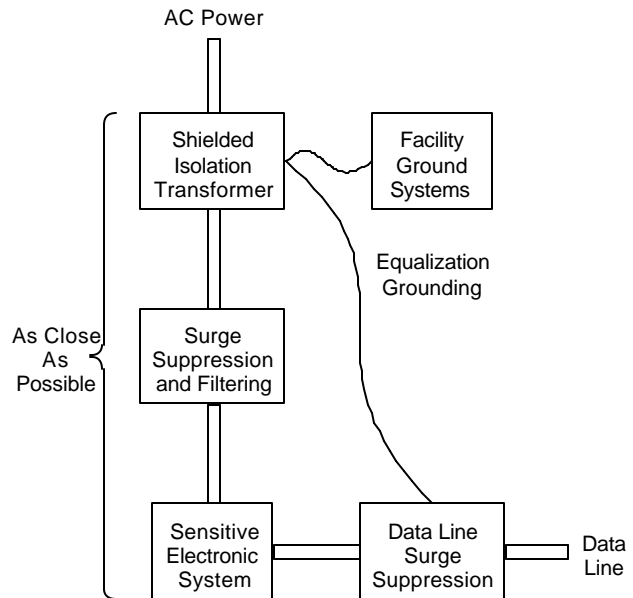 AC Power
Shielded
Isolation
Transformer
Facility
Ground
Systems
Equalization
Grounding
As Close
As
Possible
Surge
Suppression
and Filtering
Sensitive
Electronic
System
Data Line
Surge
Suppression
Data
Line